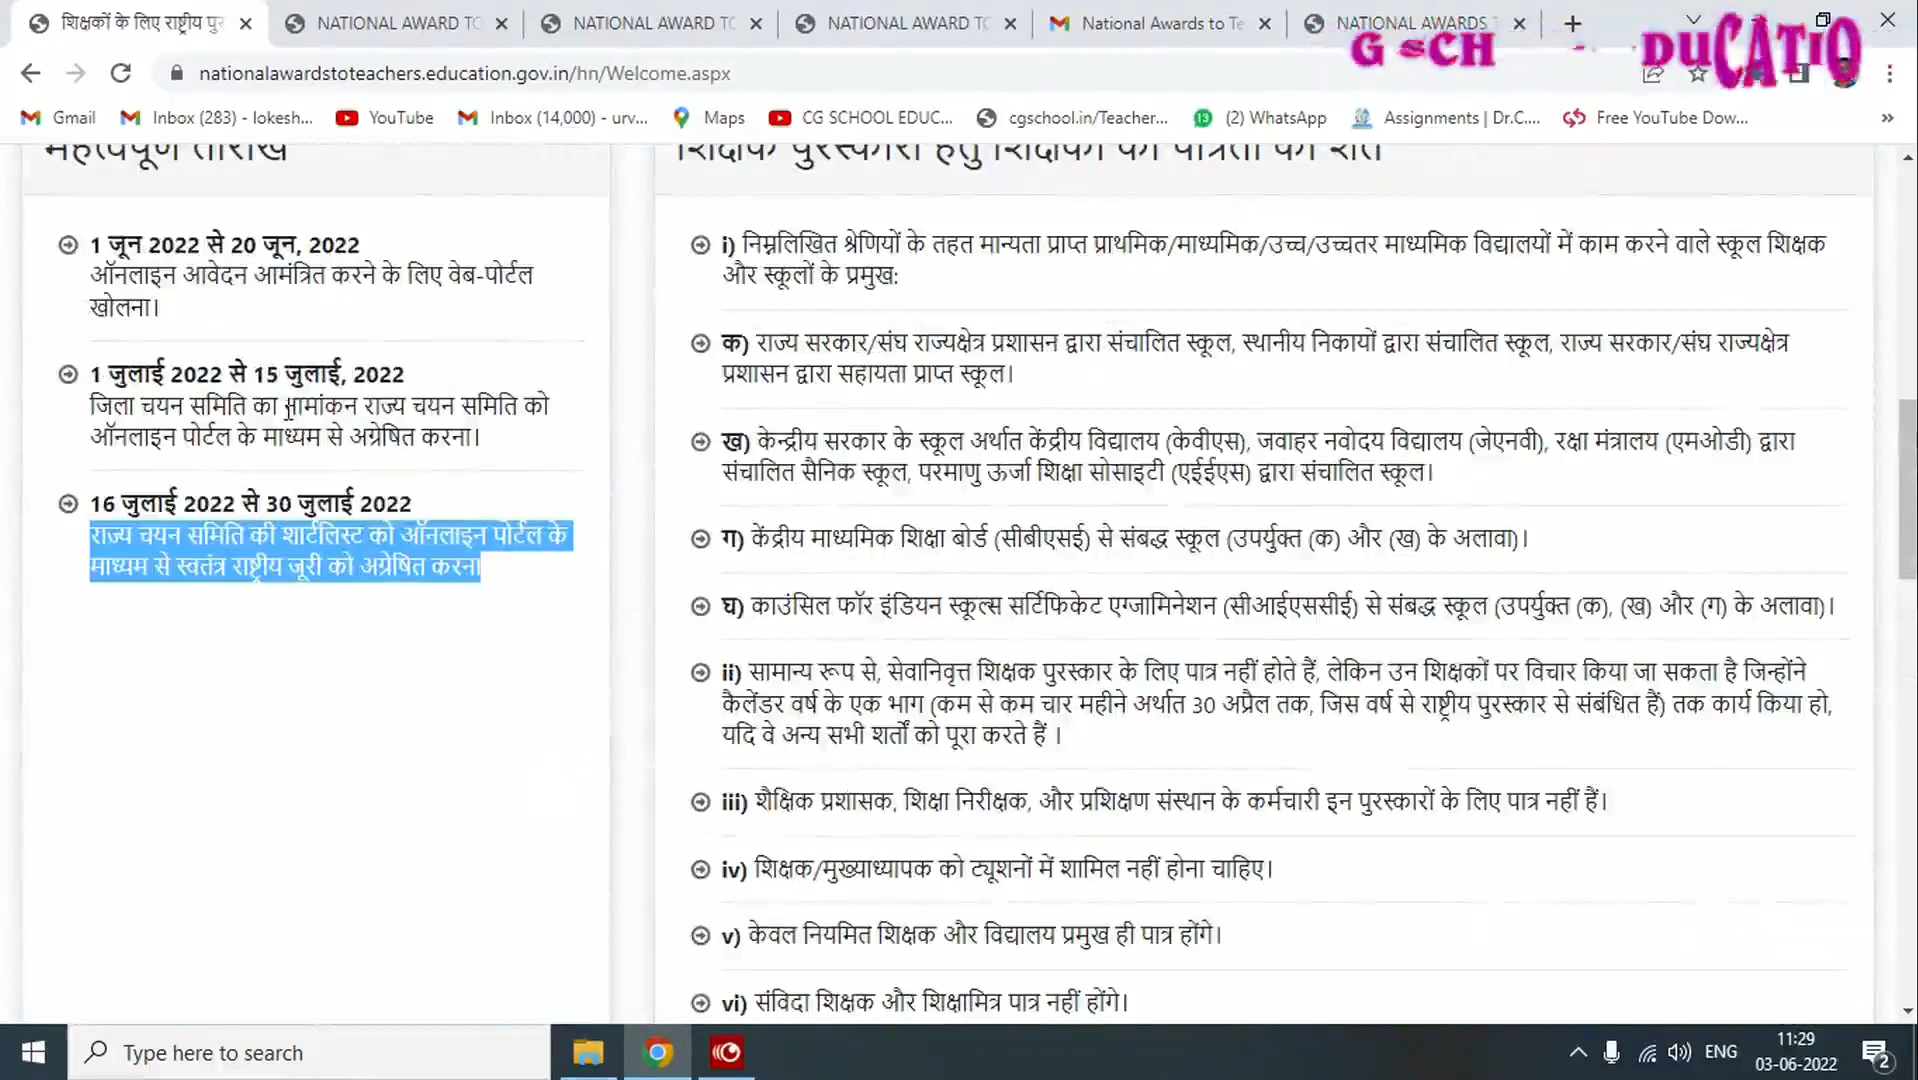 शिक्षकों के लिए राष्ट्रीय पु
NATIONAL AWARD TO
NATIONAL AWARD TO
NATIONAL AWARD TO
National Awards to Te
NATIONAL AWARDS T
G SCH DUCATIO
nationalawardstoteachers.education.gov.in/hn/Welcome.aspx
Gmail
Inbox (283) - lokesh...
YouTube
Inbox (14,000) - urv...
Maps
CG SCHOOL EDUC...
cgschool.in/Teacher...
13
(2) WhatsApp
Assignments | Dr.C....
Free YouTube Dow...
»
महत्वपूर्ण तारीखें
1 जून 2022 से 20 जून, 2022
ऑनलाइन आवेदन आमंत्रित करने के लिए वेब-पोर्टल
खोलना।
1 जुलाई 2022 से 15 जुलाई, 2022
जिला चयन समिति का नामांकन राज्य चयन समिति को
ऑनलाइन पोर्टल के माध्यम से अग्रेषित करना।
16 जुलाई 2022 से 30 जुलाई 2022
राज्य चयन समिति की शार्टलिस्ट को ऑनलाइन पोर्टल के
माध्यम से स्वतंत्र राष्ट्रीय जूरी को अग्रेषित करना
शिक्षक पुरस्कारों हेतु शिक्षकों की पात्रता की शर्तें
i) निम्नलिखित श्रेणियों के तहत मान्यता प्राप्त प्राथमिक/माध्यमिक/उच्च/उच्चतर माध्यमिक विद्यालयों में काम करने वाले स्कूल शिक्षक
और स्कूलों के प्रमुख:
क) राज्य सरकार/संघ राज्यक्षेत्र प्रशासन द्वारा संचालित स्कूल, स्थानीय निकायों द्वारा संचालित स्कूल, राज्य सरकार/संघ राज्यक्षेत्र
प्रशासन द्वारा सहायता प्राप्त स्कूल।
ख) केन्द्रीय सरकार के स्कूल अर्थात केंद्रीय विद्यालय (केवीएस), जवाहर नवोदय विद्यालय (जेएनवी), रक्षा मंत्रालय (एमओडी) द्वारा
संचालित सैनिक स्कूल, परमाणु ऊर्जा शिक्षा सोसाइटी (एईईएस) द्वारा संचालित स्कूल।
ग) केंद्रीय माध्यमिक शिक्षा बोर्ड (सीबीएसई) से संबद्ध स्कूल (उपर्युक्त (क) और (ख) के अलावा)।
घ) काउंसिल फॉर इंडियन स्कूल्स सर्टिफिकेट एग्जामिनेशन (सीआईएससीई) से संबद्ध स्कूल (उपर्युक्त (क), (ख) और (ग) के अलावा)।
ii) सामान्य रूप से, सेवानिवृत्त शिक्षक पुरस्कार के लिए पात्र नहीं होते हैं, लेकिन उन शिक्षकों पर विचार किया जा सकता है जिन्होंने
कैलेंडर वर्ष के एक भाग (कम से कम चार महीने अर्थात 30 अप्रैल तक, जिस वर्ष से राष्ट्रीय पुरस्कार से संबंधित हैं) तक कार्य किया हो,
यदि वे अन्य सभी शर्तों को पूरा करते हैं ।
iii) शैक्षिक प्रशासक, शिक्षा निरीक्षक, और प्रशिक्षण संस्थान के कर्मचारी इन पुरस्कारों के लिए पात्र नहीं हैं।
iv) शिक्षक/मुख्याध्यापक को ट्यूशनों में शामिल नहीं होना चाहिए।
v) केवल नियमित शिक्षक और विद्यालय प्रमुख ही पात्र होंगे।
vi) संविदा शिक्षक और शिक्षामित्र पात्र नहीं होंगे।
Type here to search
ENG
11:29
03-06-2022
2